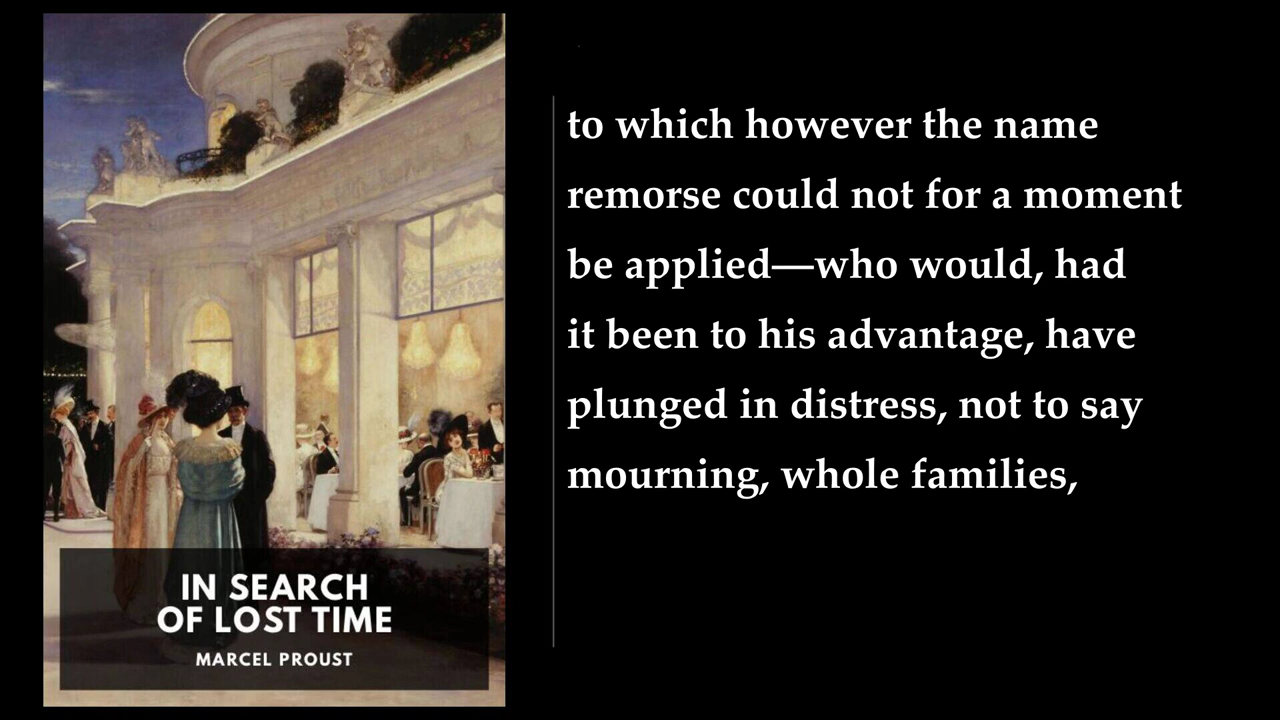 to which however the name
remorse could not for a moment
be applied—who would, had
it been to his advantage, have
plunged in distress, not to say
mourning, whole families,
IN SEARCH
OF LOST TIME
MARCEL PROUST